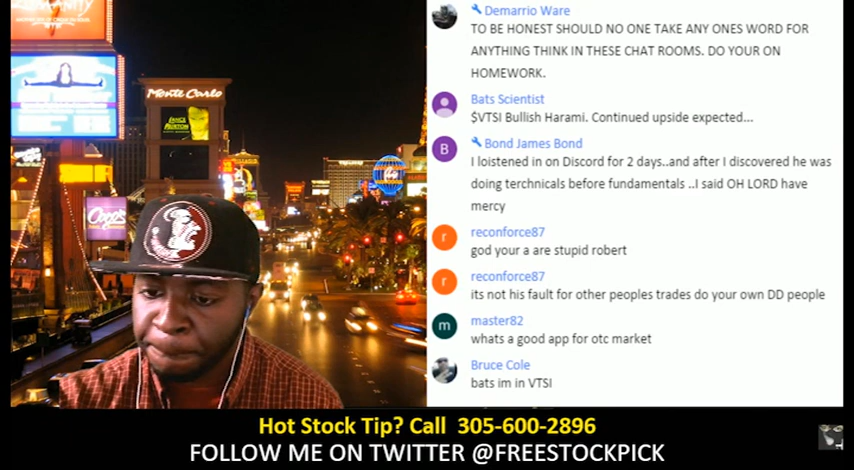 Monte Carlo
LANCE
BURTON
Demarrio Ware
TO BE HONEST SHOULD NO ONE TAKE ANY ONES WORD FOR
ANYTHING THINK IN THESE CHAT ROOMS. DO YOUR ON
HOMEWORK.
Bats Scientist
$VTSI Bullish Harami. Continued upside expected...
B
Bond James Bond
I loistened in on Discord for 2 days..and after I discovered he was
doing terchnicals before fundamentals ..I said OH LORD have
mercy
r
reconforce87
god your a are stupid robert
r
reconforce87
its not his fault for other peoples trades do your own DD people
m
master82
whats a good app for otc market
Bruce Cole
bats im in VTSI
Hot Stock Tip? Call 305-600-2896
FOLLOW ME ON TWITTER @FREESTOCKPICK